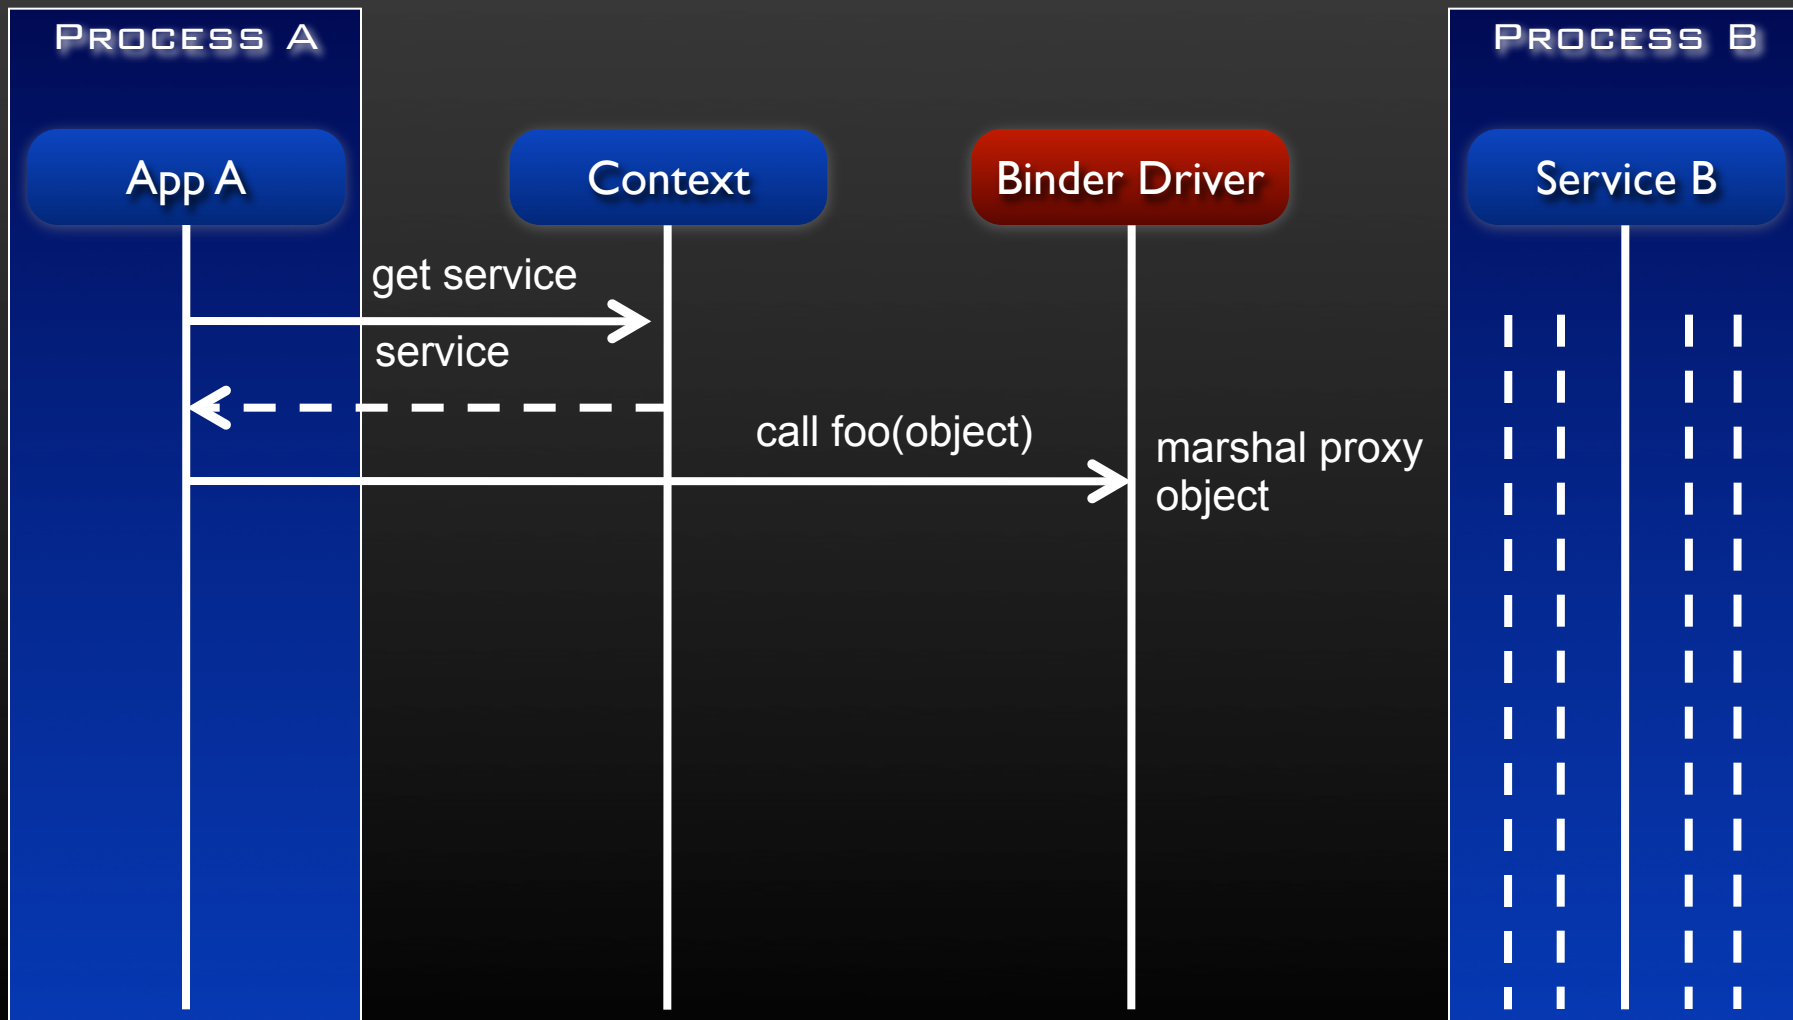 Process A
Process B
App A
Context
Binder Driver
Service B
get service
service
call foo(object)
marshal proxy
object